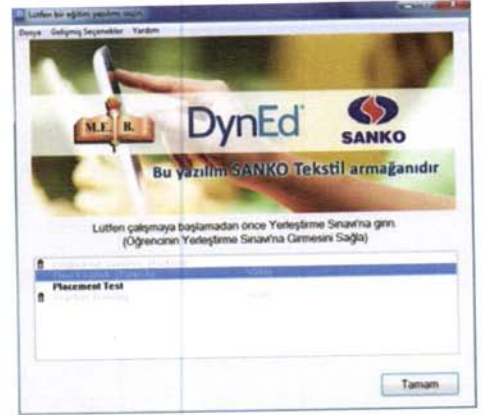 Lütfen bir eğitim yazılımı seçin.
Dosya Gelişmiş Seçenekler Yardım
M.E. B.
DynEd
SANKO
Bu yazılım SANKO Tekstil armağanıdır
Lütfen çalışmaya başlamadan önce Yerleştirme Sınavı'na girin.
(Öğrencinin Yerleştirme Sınavı'na Girmesini Sağla)
Placement Test
Tamam